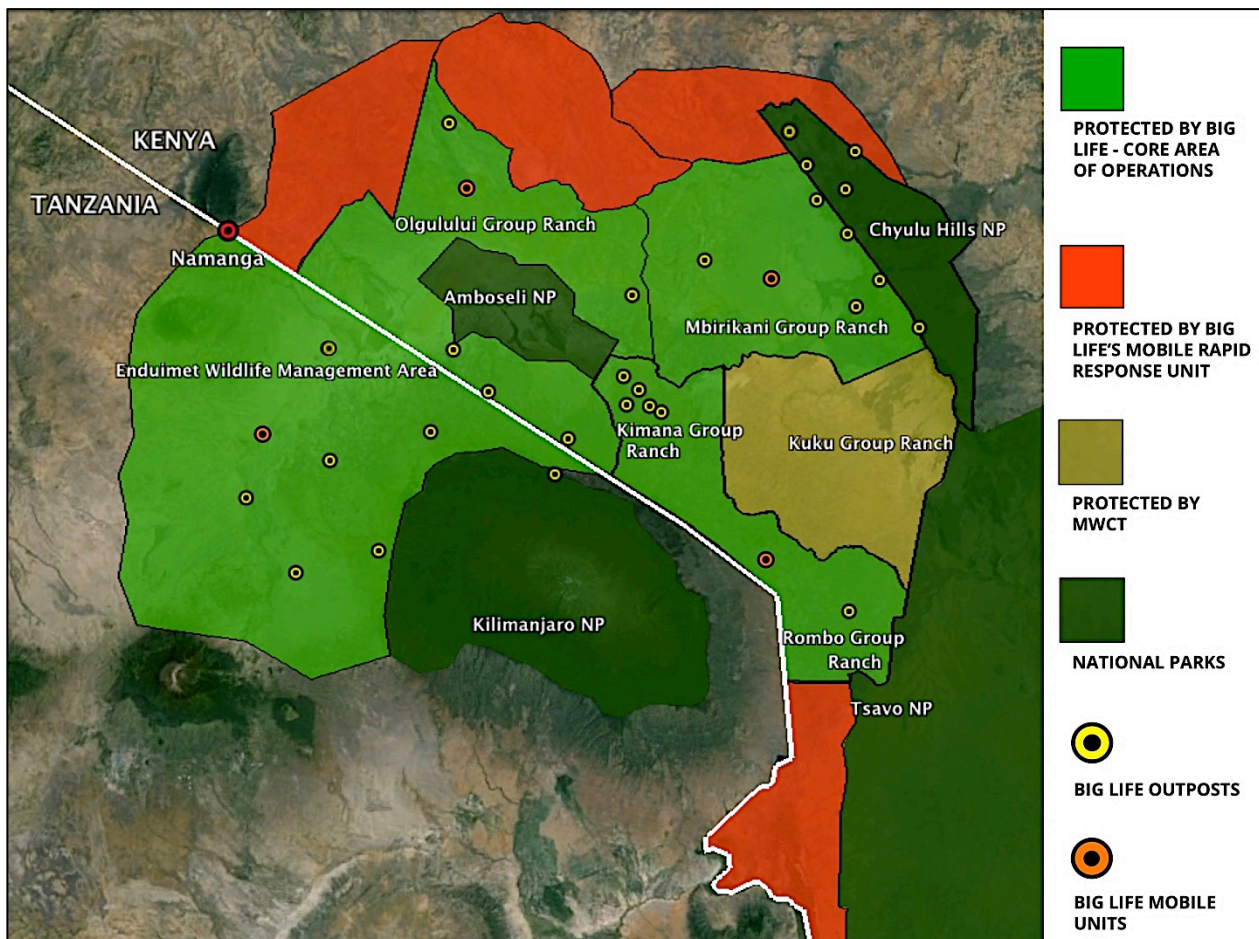 KENYA
TANZANIA
Namanga
Olgulului Group Ranch
Chyulu Hills NP
Amboseli NP
Mbirikani Group Ranch
Enduimet Wildlife Management Area
Kimana Group
Ranch
Kuku Group Ranch
Kilimanjaro NP
Rombo Group
Ranch
Tsavo NP
PROTECTED BY BIG
LIFE - CORE AREA
OF OPERATIONS
PROTECTED BY BIG
LIFE'S MOBILE RAPID
RESPONSE UNIT
PROTECTED BY
MWCT
NATIONAL PARKS
BIG LIFE OUTPOSTS
BIG LIFE MOBILE
UNITS